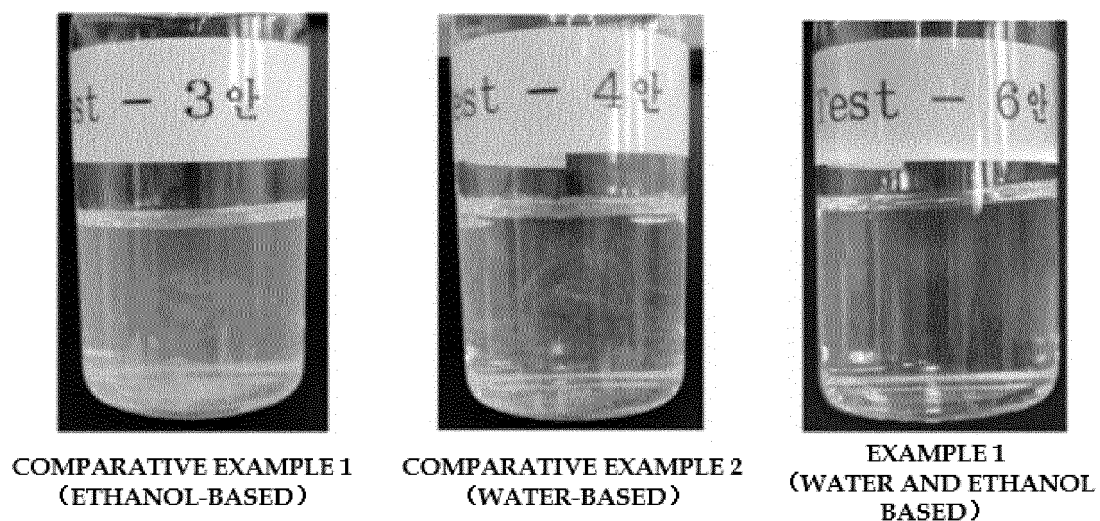 st - 3안
est - 4안
Test - 6안
COMPARATIVE EXAMPLE 1
(ETHANOL-BASED)
COMPARATIVE EXAMPLE 2
(WATER-BASED)
EXAMPLE 1
(WATER AND ETHANOL
BASED)